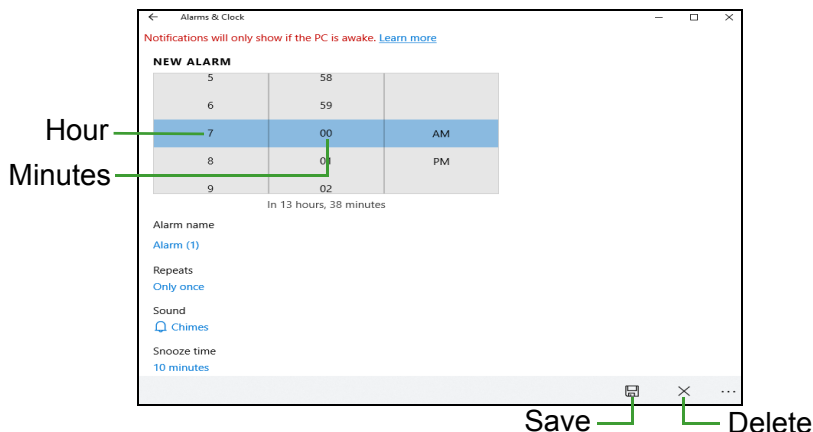 Alarms & Clock
Notifications will only show if the PC is awake. Learn more
NEW ALARM
5 58
6 59
Hour 7 00 AM
8 01 PM
Minutes
9 02
In 13 hours, 38 minutes
Alarm name
Alarm (1)
Repeats
Only once
Sound
Chimes
Snooze time
10 minutes
Save Delete